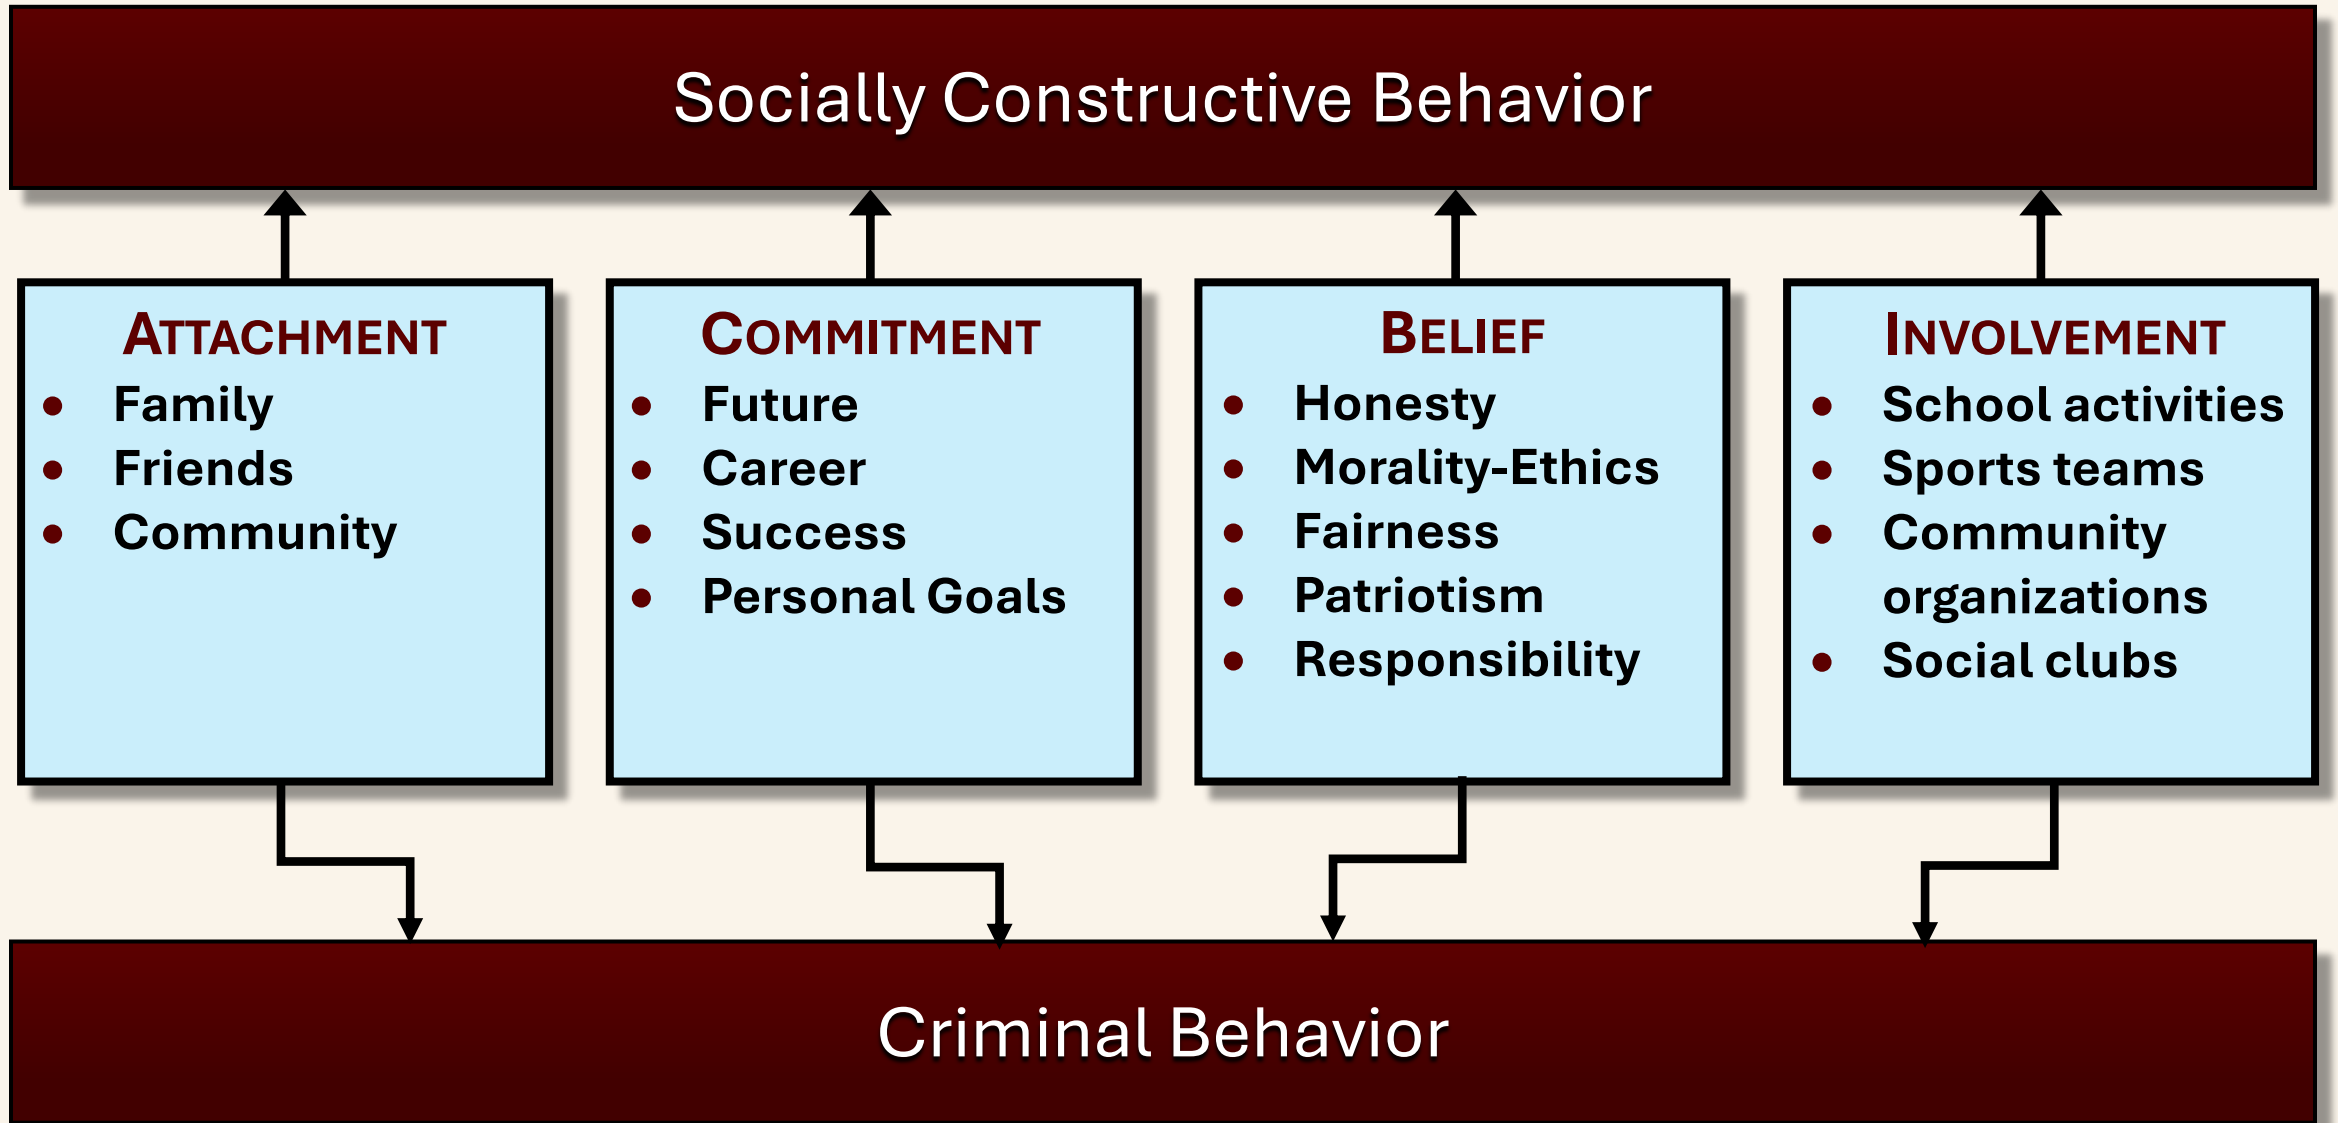 Socially Constructive Behavior
ATTACHMENT
• Family
• Friends
• Community
COMMITMENT
• Future
• Career
• Success
• Personal Goals
BELIEF
• Honesty
• Morality-Ethics
• Fairness
• Patriotism
• Responsibility
INVOLVEMENT
• School activities
• Sports teams
• Community
organizations
• Social clubs
Criminal Behavior